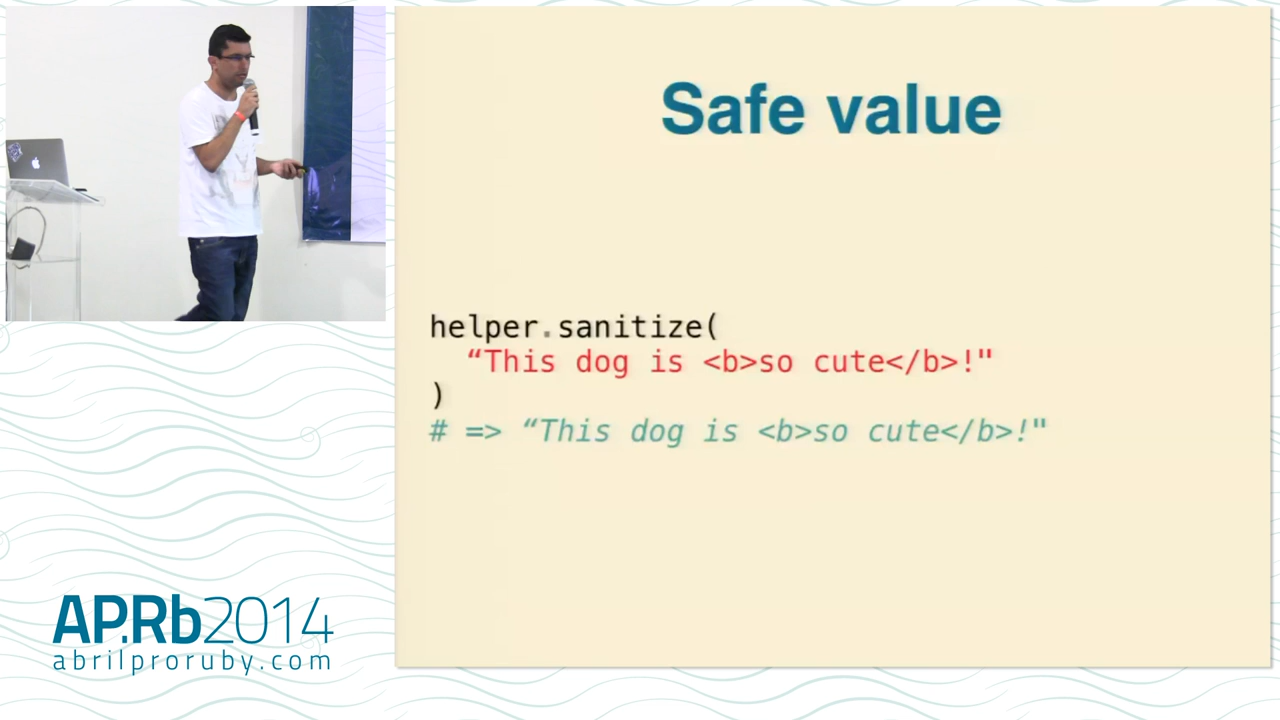 Safe value
helper.sanitize(
“This dog is <b>so cute</b>!"
)
# => “This dog is <b>so cute</b>!"
AP.Rb2014
abrilproruby.com